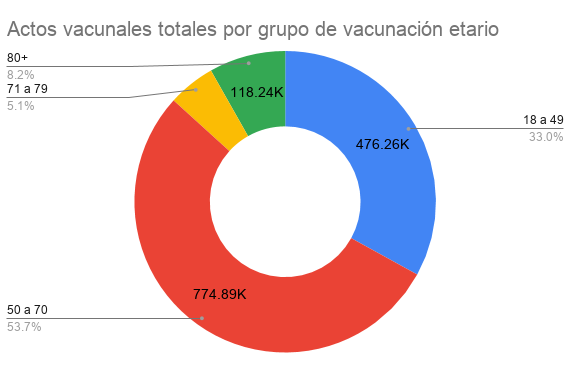 Actos vacunales totales por grupo de vacunación etario
80+
8.2%
71 a 79
5.1%
118.24K
18 a 49
33.0%
476.26K
774.89K
50 a 70
53.7%